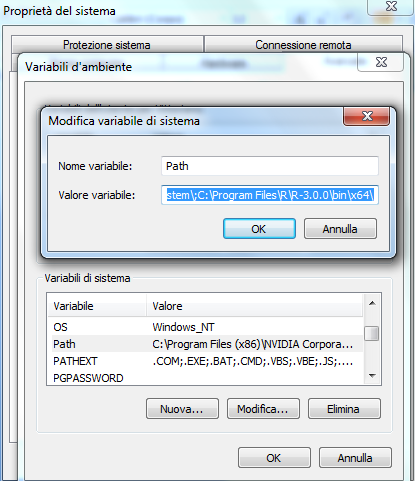 Proprietà del sistema
Protezione sistema Connessione remota
Variabili d'ambiente
Modifica variabile di sistema
Nome variabile: Path
Valore variabile: stem\;C:\Program Files\R\R-3.0.0\bin\x64\
OK Annulla
Variabili di sistema
Variabile Valore
OS Windows_NT
Path C:\Program Files (x86)\NVIDIA Corpora...
PATHEXT .COM;.EXE;.BAT;.CMD;.VBS;.VBE;.JS;....
PGPASSWORD
Nuova... Modifica... Elimina
OK Annulla